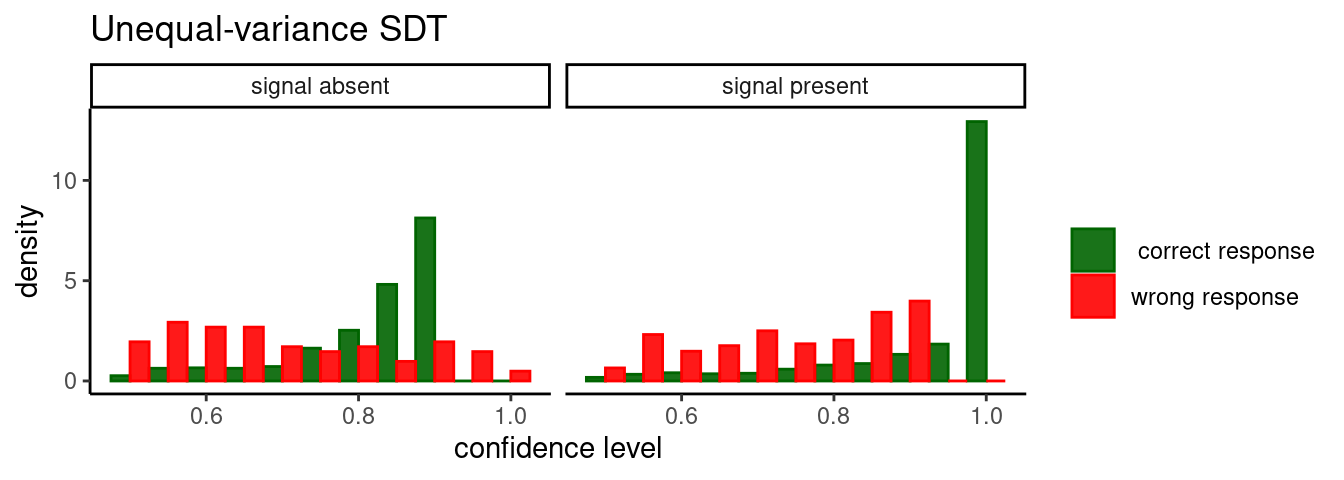 Unequal-variance SDT
signal absent
signal present
10
5
0
density
0.6
0.8
1.0
0.6
0.8
1.0
confidence level
correct response
wrong response